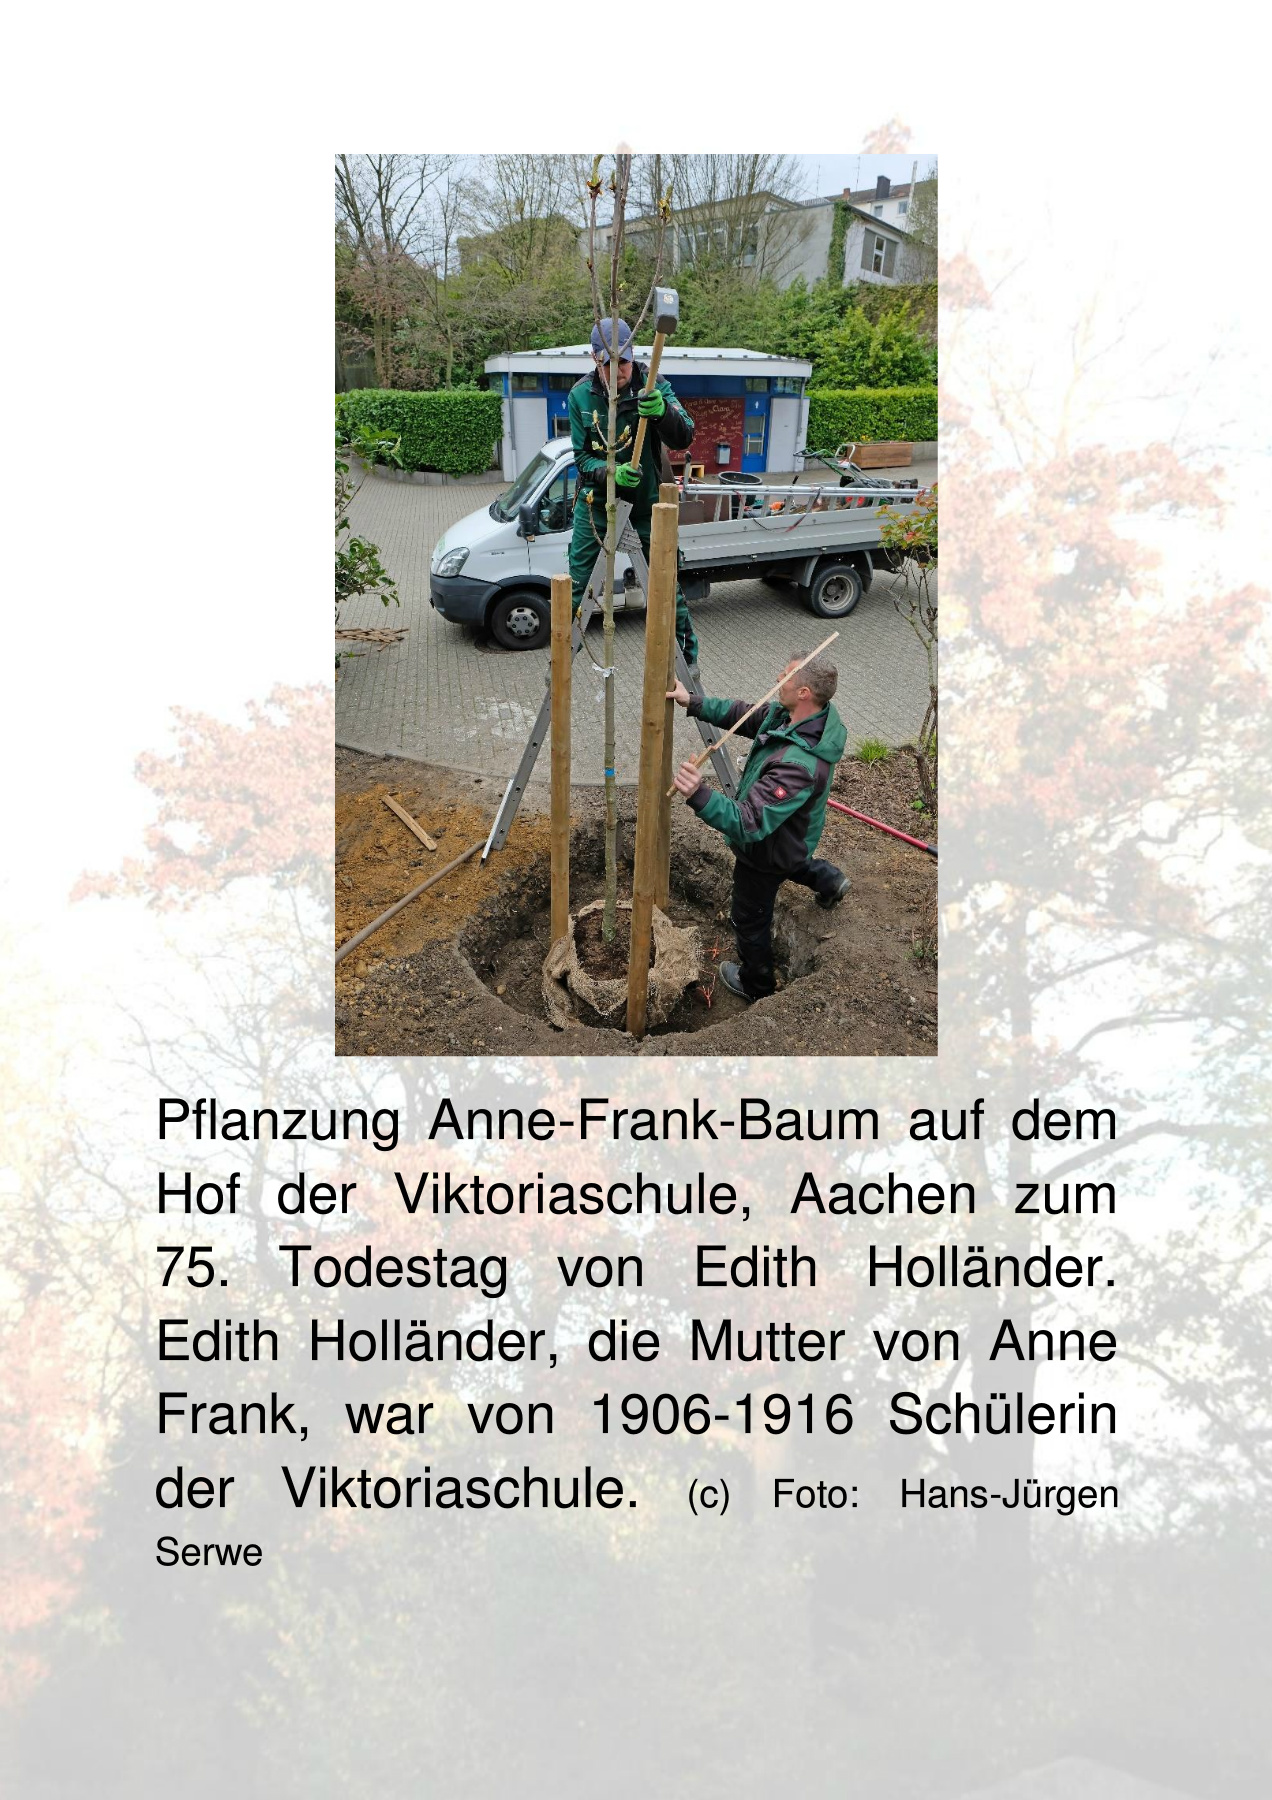 Pflanzung Anne-Frank-Baum auf dem
Hof der Viktoriaschule, Aachen zum
75. Todestag von Edith Holländer.
Edith Holländer, die Mutter von Anne
Frank, war von 1906-1916 Schülerin
der Viktoriaschule. (c) Foto: Hans-Jürgen
Serwe